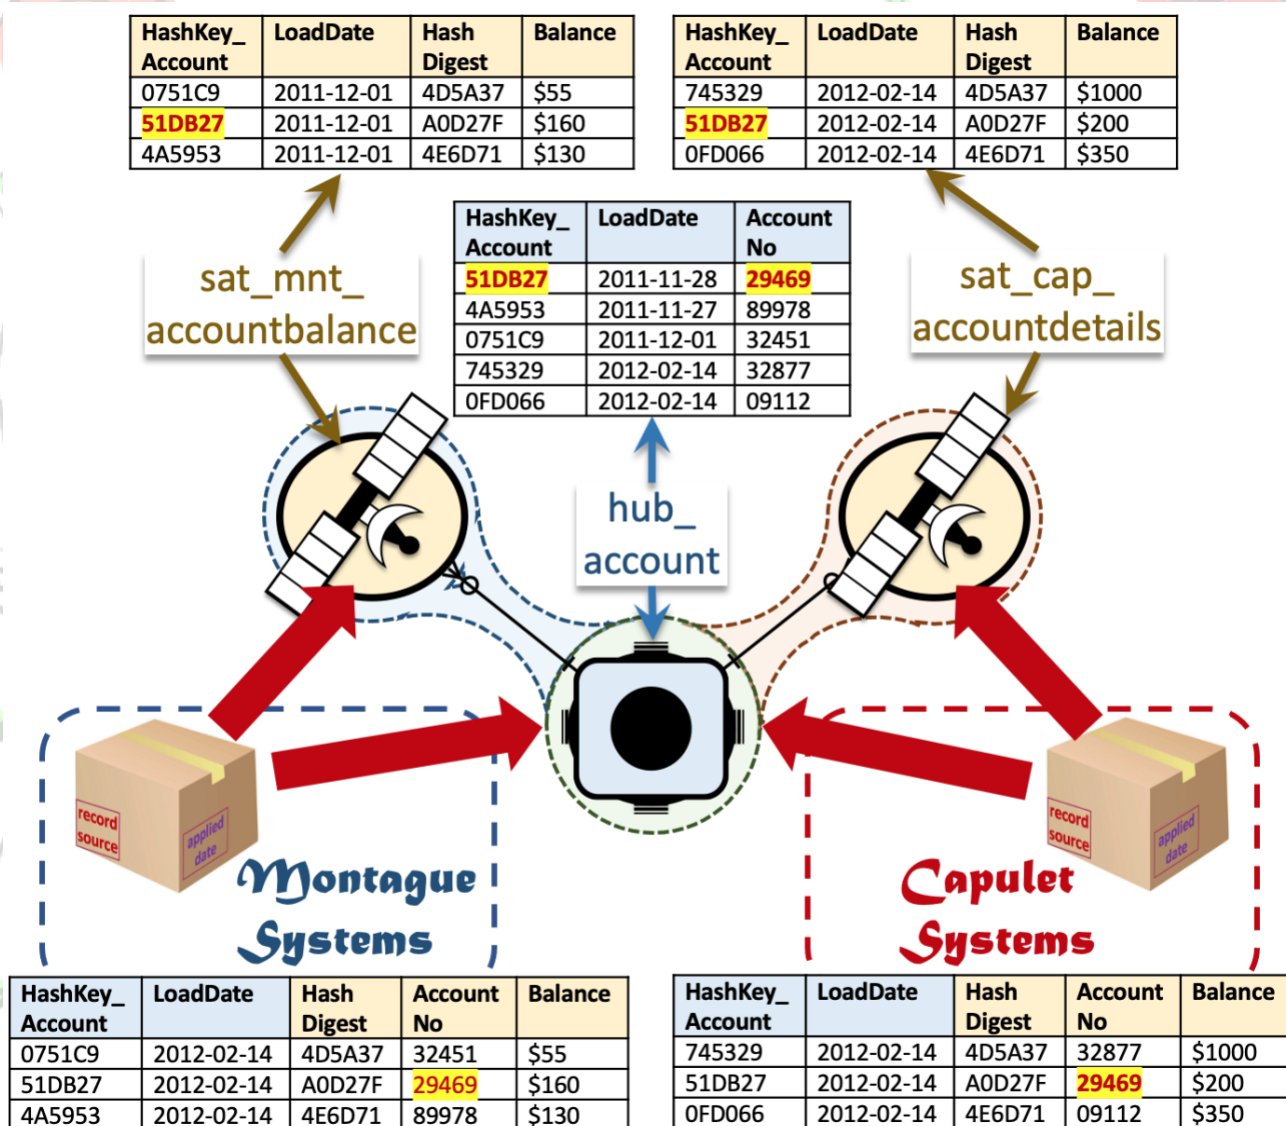 HashKey_ Account LoadDate Hash Digest Balance
0751C9 2011-12-01 4D5A37 $55
51DB27 2011-12-01 A0D27F $160
4A5953 2011-12-01 4E6D71 $130
HashKey_ Account LoadDate Hash Digest Balance
745329 2012-02-14 4D5A37 $1000
51DB27 2012-02-14 A0D27F $200
0FD066 2012-02-14 4E6D71 $350
HashKey_ Account LoadDate Account No
51DB27 2011-11-28 29469
4A5953 2011-11-27 89978
0751C9 2011-12-01 32451
745329 2012-02-14 32877
0FD066 2012-02-14 09112
sat_mnt_
accountbalance
sat_cap_
accountdetails
hub_
account
record
source
applied
date
Montague
Systems
record
source
applied
date
Capulet
Systems
HashKey_ Account LoadDate Hash Digest Account No Balance
0751C9 2012-02-14 4D5A37 32451 $55
51DB27 2012-02-14 A0D27F 29469 $160
4A5953 2012-02-14 4E6D71 89978 $130
HashKey_ Account LoadDate Hash Digest Account No Balance
745329 2012-02-14 4D5A37 32877 $1000
51DB27 2012-02-14 A0D27F 29469 $200
0FD066 2012-02-14 4E6D71 09112 $350